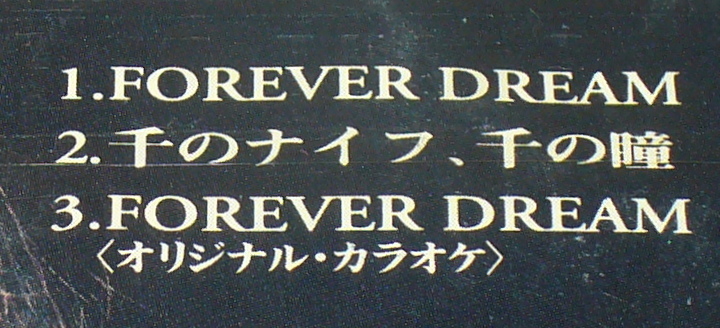 1.FOREVER DREAM
2.千のナイフ、千の瞳
3.FOREVER DREAM
〈オリジナル・カラオケ〉